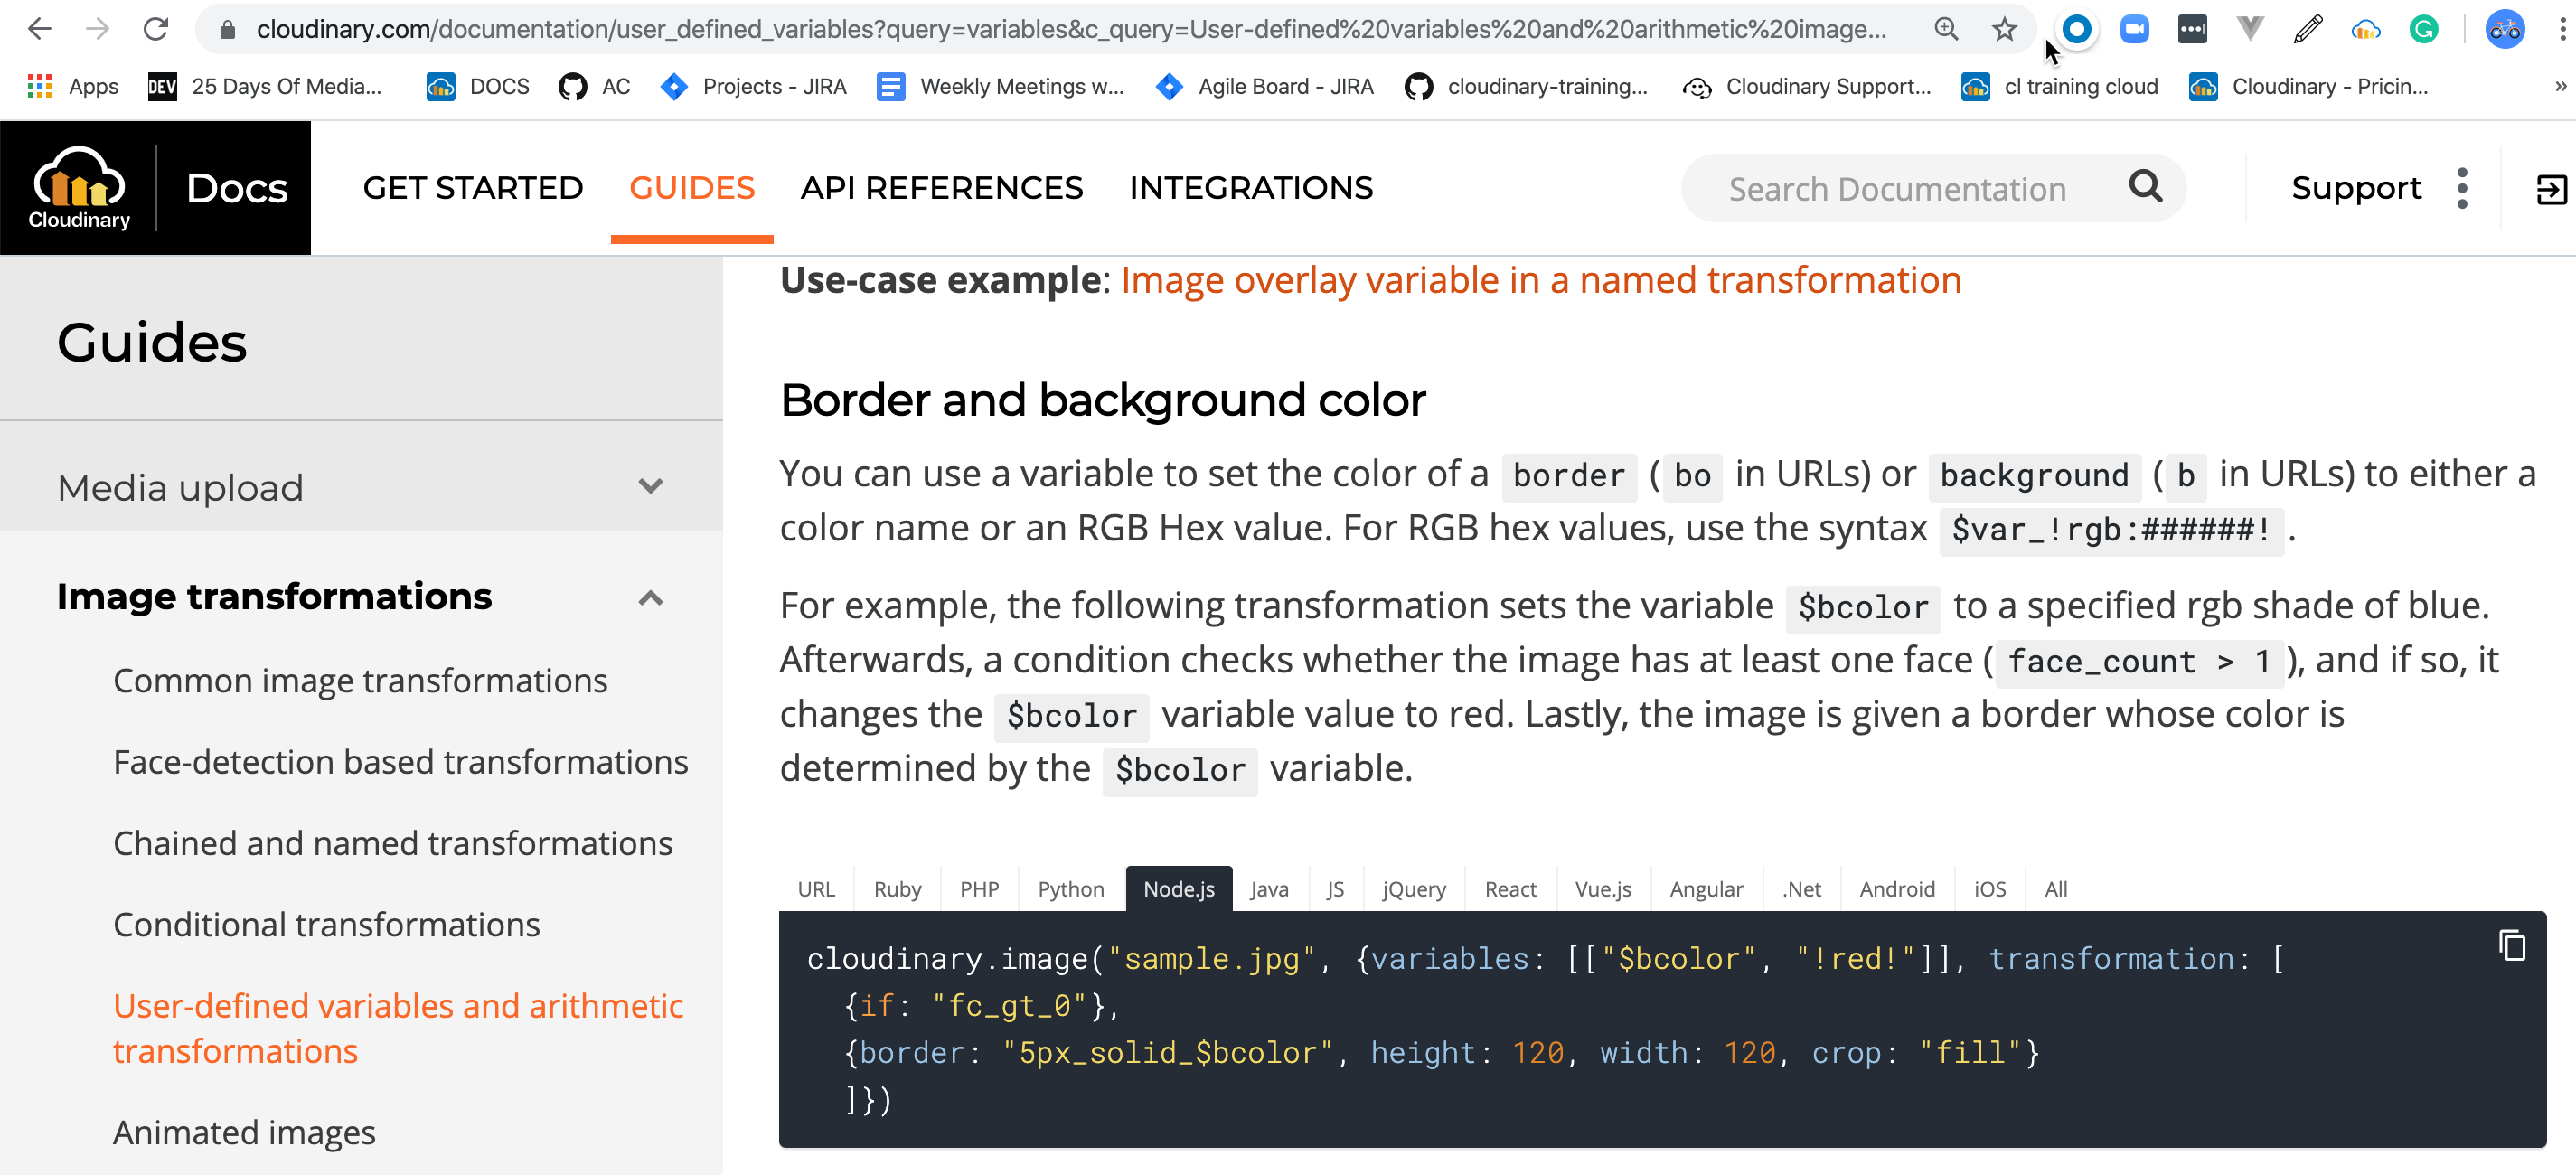 cloudinary.com/documentation/user_defined_variables?query=variables&c_query=User-defined%20variables%20and%20arithmetic%20image...
Apps
DEV 25 Days Of Media...
DOCS
AC
Projects - JIRA
Weekly Meetings w...
Agile Board - JIRA
cloudinary-training...
Cloudinary Support...
cl training cloud
Cloudinary - Pricin...
»
Cloudinary
Docs
GET STARTED
GUIDES
API REFERENCES
INTEGRATIONS
Search Documentation
Support
Guides
Media upload
Image transformations
Common image transformations
Face-detection based transformations
Chained and named transformations
Conditional transformations
User-defined variables and arithmetic
transformations
Animated images
Use-case example: Image overlay variable in a named transformation
Border and background color
You can use a variable to set the color of a border ( bo in URLs) or background ( b in URLs) to either a
color name or an RGB Hex value. For RGB hex values, use the syntax $var_!rgb:######! .
For example, the following transformation sets the variable $bcolor to a specified rgb shade of blue.
Afterwards, a condition checks whether the image has at least one face ( face_count > 1 ), and if so, it
changes the $bcolor variable value to red. Lastly, the image is given a border whose color is
determined by the $bcolor variable.
URL Ruby PHP Python Node.js Java JS jQuery React Vue.js Angular .Net Android iOS All
cloudinary.image("sample.jpg", {variables: [["$bcolor", "!red!"]], transformation: [
{if: "fc_gt_0"},
{border: "5px_solid_$bcolor", height: 120, width: 120, crop: "fill"}
]})